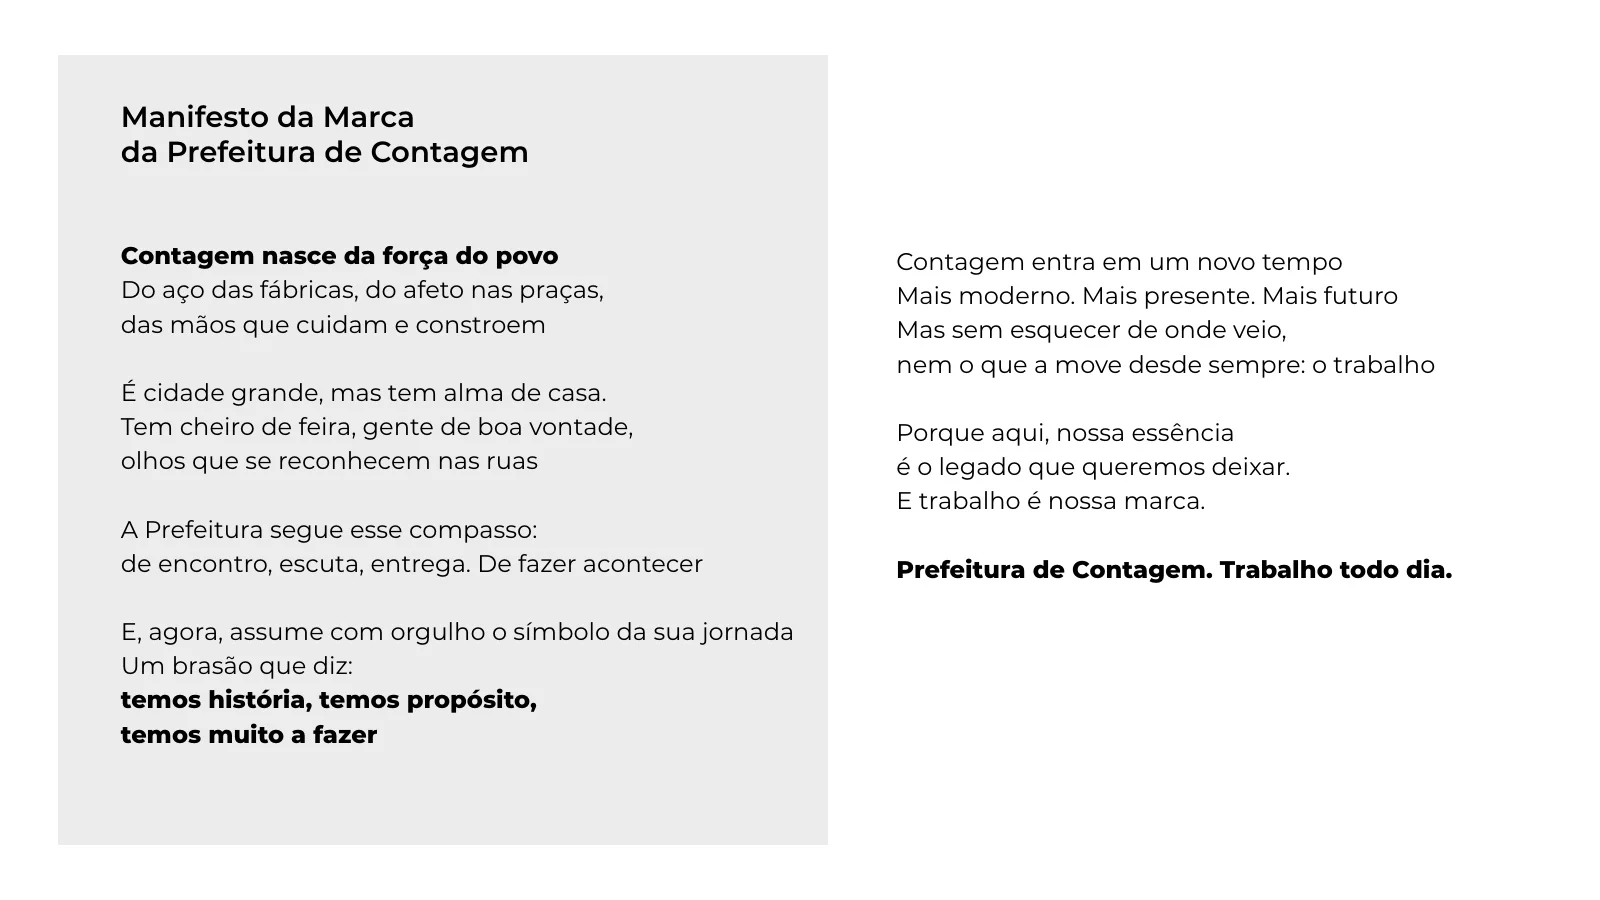 Manifesto da Marca
da Prefeitura de Contagem
Contagem nasce da força do povo
Do aço das fábricas, do afeto nas praças,
das mãos que cuidam e constroem
É cidade grande, mas tem alma de casa.
Tem cheiro de feira, gente de boa vontade,
olhos que se reconhecem nas ruas
A Prefeitura segue esse compasso:
de encontro, escuta, entrega. De fazer acontecer
E, agora, assume com orgulho o símbolo da sua jornada
Um brasão que diz:
temos história, temos propósito,
temos muito a fazer
Contagem entra em um novo tempo
Mais moderno. Mais presente. Mais futuro
Mas sem esquecer de onde veio,
nem o que a move desde sempre: o trabalho
Porque aqui, nossa essência
é o legado que queremos deixar.
E trabalho é nossa marca.
Prefeitura de Contagem. Trabalho todo dia.